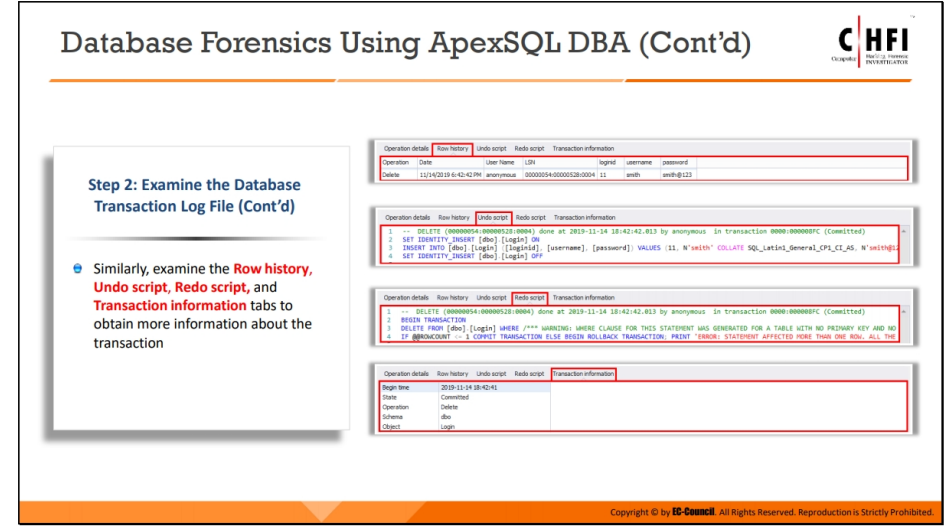 Database Forensics Using ApexSQL DBA (Cont'd)
CHFI
Computer Hacking Forensic
INVESTIGATOR
Step 2: Examine the Database
Transaction Log File (Cont'd)
Similarly, examine the Row history,
Undo script, Redo script, and
Transaction information tabs to
obtain more information about the
transaction
Operation details Row history Undo script Redo script Transaction information
Operation Date User Name LSN loginid username password
Delete 11/14/2019 6:42:42 PM anonymous 00000054:00000528:0004 11 smith smith@123
Operation details Row history Undo script Redo script Transaction information
1 -- DELETE (00000054:00000528:0004) done at 2019-11-14 18:42:42.013 by anonymous in transaction 0000:000008FC (Committed)
2 SET IDENTITY_INSERT [dbo].[Login] ON
3 INSERT INTO [dbo].[Login] ([loginid], [username], [password]) VALUES (11, N'smith' COLLATE SQL_Latin1_General_CP1_CI_AS, N'smith@12
4 SET IDENTITY_INSERT [dbo].[Login] OFF
Operation details Row history Undo script Redo script Transaction information
1 -- DELETE (00000054:00000528:0004) done at 2019-11-14 18:42:42.013 by anonymous in transaction 0000:000008FC (Committed)
2 BEGIN TRANSACTION
3 DELETE FROM [dbo].[Login] WHERE /*** WARNING: WHERE CLAUSE FOR THIS STATEMENT WAS GENERATED FOR A TABLE WITH NO PRIMARY KEY AND NO
4 IF @@ROWCOUNT <= 1 COMMIT TRANSACTION ELSE BEGIN ROLLBACK TRANSACTION; PRINT 'ERROR: STATEMENT AFFECTED MORE THAN ONE ROW. ALL THE
Operation details Row history Undo script Redo script Transaction information
Begin time 2019-11-14 18:42:41
State Committed
Operation Delete
Schema dbo
Object Login
Copyright © by EC-Council. All Rights Reserved. Reproduction is Strictly Prohibited.